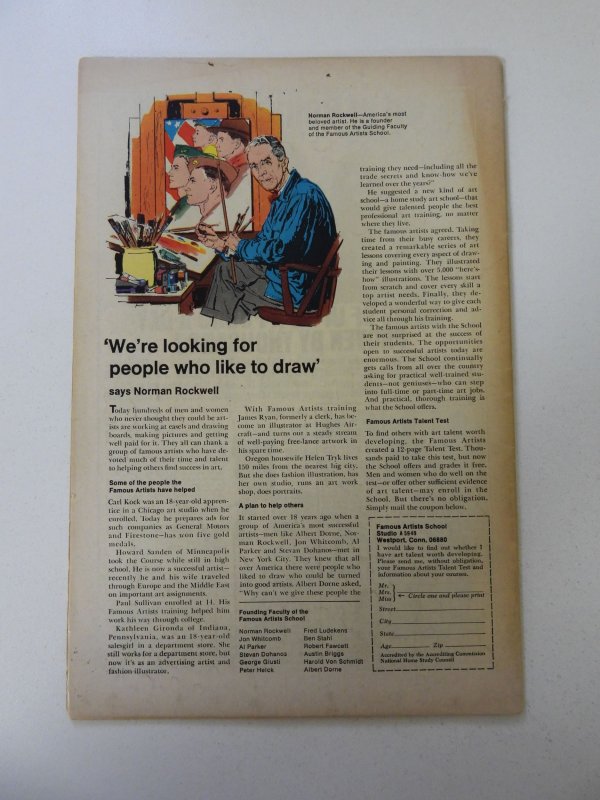 Norman Rockwell—America's most
beloved artist. He is a founder
and member of the Guiding Faculty
of the Famous Artists School.
'We're looking for
people who like to draw'
says Norman Rockwell
Today hundreds of men and women
who never thought they could be art-
ists are working at easels and drawing
boards, making pictures and getting
well paid for it. They all can thank a
group of famous artists who have de-
voted much of their time and talent
to helping others find success in art.
Some of the people the
Famous Artists have helped
Carl Kock was an 18-year-old appren-
tice in a Chicago art studio when he
enrolled. Today he prepares ads for
such companies as General Motors
and Firestone—has won five gold
medals.
Howard Sanden of Minneapolis
took the Course while still in high
school. He is now a successful artist—
recently he and his wife traveled
through Europe and the Middle East
on important art assignments.
Paul Sullivan enrolled at 14. His
Famous Artists training helped him
work his way through college.
Kathleen Gironda of Indiana,
Pennsylvania, was an 18-year-old
salesgirl in a department store. She
still works for a department store, but
now it's as an advertising artist and
fashion illustrator.
With Famous Artists training
James Ryan, formerly a clerk, has be-
come an illustrator at Hughes Air-
craft—and turns out a steady stream
of well-paying free-lance artwork in
his spare time.
Oregon housewife Helen Tryk lives
150 miles from the nearest big city.
But she does fashion illustration, has
her own studio, runs an art work
shop, does portraits.
A plan to help others
It started over 18 years ago when a
group of America's most successful
artists—men like Albert Dorne, Nor-
man Rockwell, Jon Whitcomb, Al
Parker and Stevan Dohanos—met in
New York City. They knew that all
over America there were people who
liked to draw who could be turned
into good artists. Albert Dorne asked,
"Why can't we give these people the
Founding Faculty of the
Famous Artists School
Norman Rockwell
Jon Whitcomb
Al Parker
Stevan Dohanos
George Giusti
Peter Helck
Fred Ludekens
Ben Stahl
Robert Fawcett
Austin Briggs
Harold Von Schmidt
Albert Dorne
training they need—including all the
trade secrets and know-how we've
learned over the years?"
He suggested a new kind of art
school—a home study art school—that
would give talented people the best
professional art training, no matter
where they live.
The famous artists agreed. Taking
time from their busy careers, they
created a remarkable series of art
lessons covering every aspect of draw-
ing and painting. They illustrated
their lessons with over 5,000 "here's-
how" illustrations. The lessons start
from scratch and cover every skill a
top artist needs. Finally, they de-
veloped a wonderful way to give each
student personal correction and ad-
vice all through his training.
The famous artists with the School
are not surprised at the success of
their students. The opportunities
open to successful artists today are
enormous. The School continually
gets calls from all over the country
asking for practical well-trained stu-
dents—not geniuses—who can step
into full-time or part-time art jobs.
And practical, thorough training is
what the School offers.
Famous Artists Talent Test
To find others with art talent worth
developing, the Famous Artists
created a 12-page Talent Test. Thou-
sands paid to take this test, but now
the School offers and grades it free.
Men and women who do well on the
test—or offer other sufficient evidence
of art talent—may enroll in the
School. But there's no obligation.
Simply mail the coupon below.
Famous Artists School
Studio
Westport, Conn. 06880
I would like to find out whether I
have art talent worth developing.
Please send me, without obligation,
your Famous Artists Talent Test and
information about your courses.
Mr.
Mrs. ← Circle one and please print
Miss
Street
City
State
Age Zip
Accredited by the Accrediting Commission
National Home Study Council